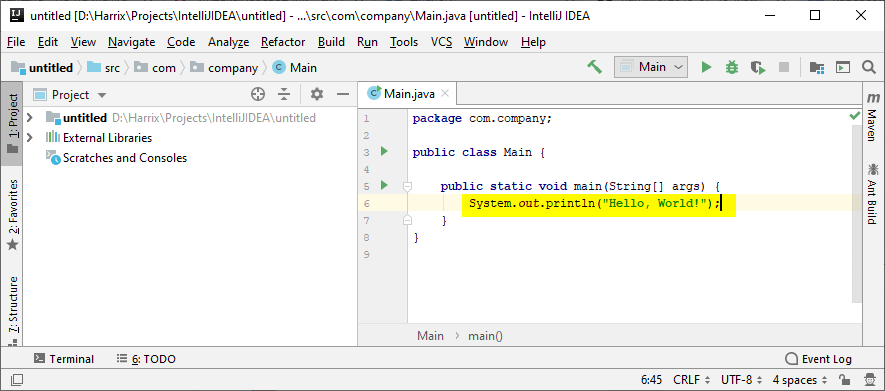 untitled [D:\Harrix\Projects\IntelliJIDEA\untitled] - ...\src\com\company\Main.java [untitled] - IntelliJ IDEA
File Edit View Navigate Code Analyze Refactor Build Run Tools VCS Window Help
untitled src com company Main Main
1: Project
2: Favorites
7: Structure
Project
untitled D:\Harrix\Projects\IntelliJIDEA\untitled
External Libraries
Scratches and Consoles
Main.java
1 package com.company;
2
3 public class Main {
4
5 public static void main(String[] args) {
6 System.out.println("Hello, World!");
7 }
8 }
9
Main main()
Maven
Ant Build
Terminal 6: TODO Event Log
6:45 CRLF UTF-8 4 spaces